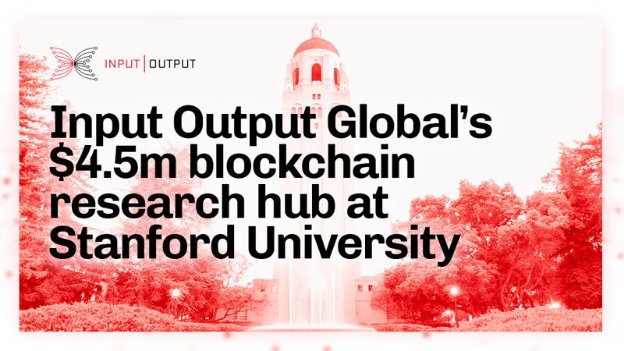 INPUT | OUTPUT
Input Output Global's
$4.5m blockchain
research hub at
Stanford University